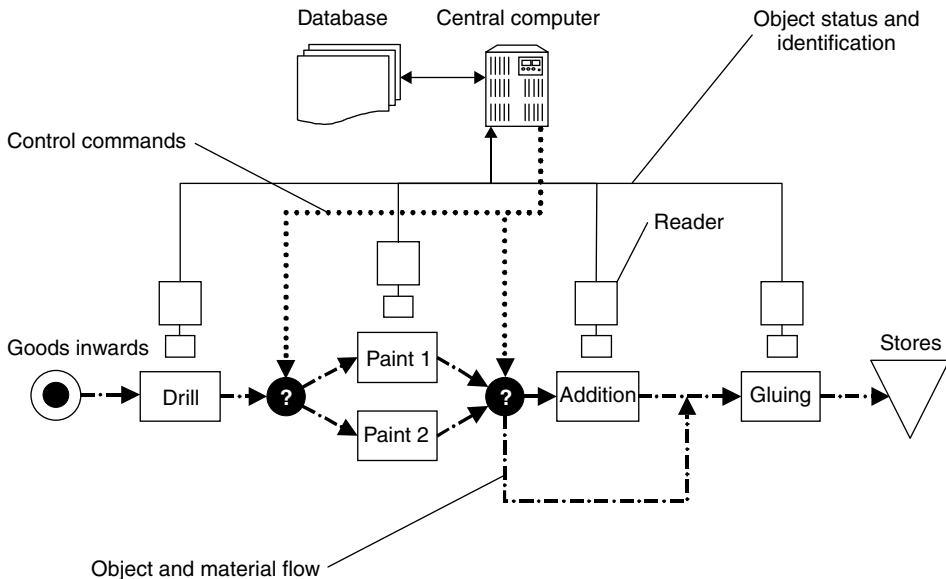 Database
Central computer
Object status and
identification
Control commands
Reader
Goods inwards
Paint 1
Stores
Drill
?
?
Addition
Gluing
Paint 2
Object and material flow